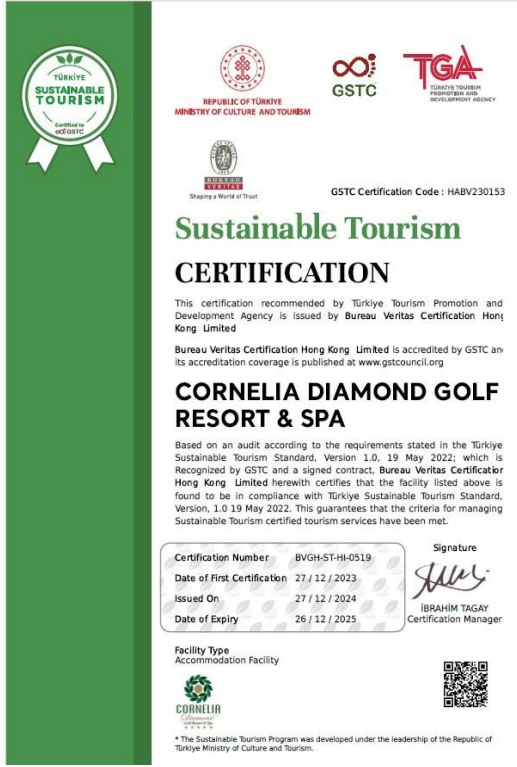 TÜRKİYE
SUSTAINABLE
TOURISM
Certified to
GSTC
REPUBLIC OF TÜRKİYE
MINISTRY OF CULTURE AND TOURISM
GSTC
TGA
TÜRKİYE TOURISM
PROMOTION AND
DEVELOPMENT AGENCY
BUREAU
VERITAS
Shaping a World of Trust
GSTC Certification Code : HABV230153
Sustainable Tourism
CERTIFICATION
This certification recommended by Türkiye Tourism Promotion and
Development Agency is issued by Bureau Veritas Certification Hong
Kong Limited
Bureau Veritas Certification Hong Kong Limited is accredited by GSTC an
its accreditation coverage is published at www.gstcouncil.org
CORNELIA DIAMOND GOLF
RESORT & SPA
Based on an audit according to the requirements stated in the Türkiye
Sustainable Tourism Standard, Version 1.0, 19 May 2022; which is
Recognized by GSTC and a signed contract, Bureau Veritas Certification
Hong Kong Limited herewith certifies that the facility listed above is
found to be in compliance with Türkiye Sustainable Tourism Standard,
Version, 1.0 19 May 2022. This guarantees that the criteria for managing
Sustainable Tourism certified tourism services have been met.
Certification Number BVGH-ST-HI-0519
Date of First Certification 27 / 12 / 2023
Issued On 27 / 12 / 2024
Date of Expiry 26 / 12 / 2025
Signature
İBRAHİM TAGAY
Certification Manager
Facility Type
Accommodation Facility
CORNELIA
Diamond
Golf Resort & Spa
* The Sustainable Tourism Program was developed under the leadership of the Republic of
Türkiye Ministry of Culture and Tourism.